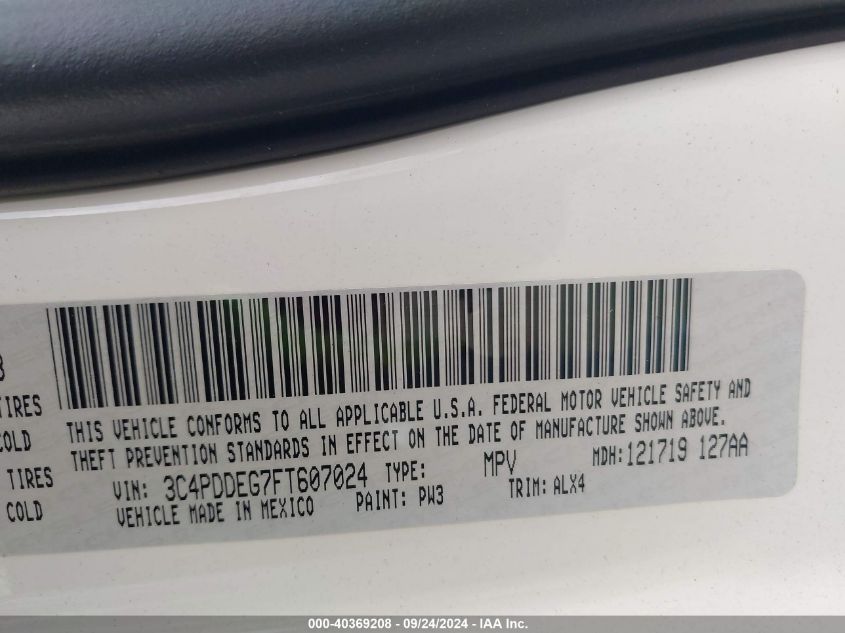 3
TIRES
COLD
TIRES
COLD
THIS VEHICLE CONFORMS TO ALL APPLICABLE U.S.A. FEDERAL MOTOR VEHICLE SAFETY AND
THEFT PREVENTION STANDARDS IN EFFECT ON THE DATE OF MANUFACTURE SHOWN ABOVE.
VIN: 3C4PDDEG7FT607024 TYPE: MPV MDH:121719 127AA
VEHICLE MADE IN MEXICO PAINT: PW3 TRIM: ALX4
000-40369208 - 09/24/2024 - IAA Inc.